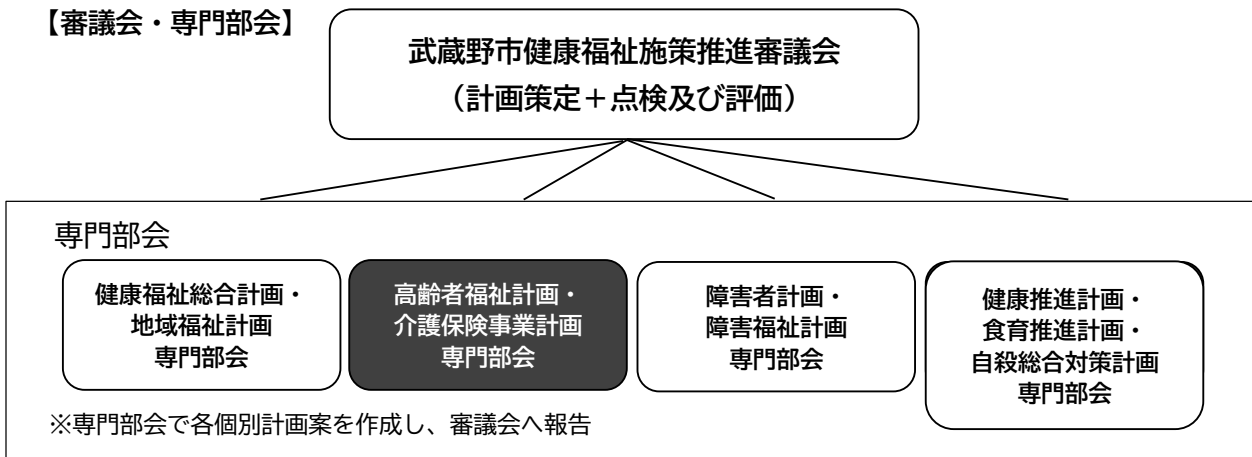 【審議会・専門部会】
武蔵野市健康福祉施策推進審議会
（計画策定＋点検及び評価）
専門部会
健康福祉総合計画・
地域福祉計画
専門部会
高齢者福祉計画・
介護保険事業計画
専門部会
障害者計画・
障害福祉計画
専門部会
健康推進計画・
食育推進計画・
自殺総合対策計画
専門部会
※専門部会で各個別計画案を作成し、審議会へ報告